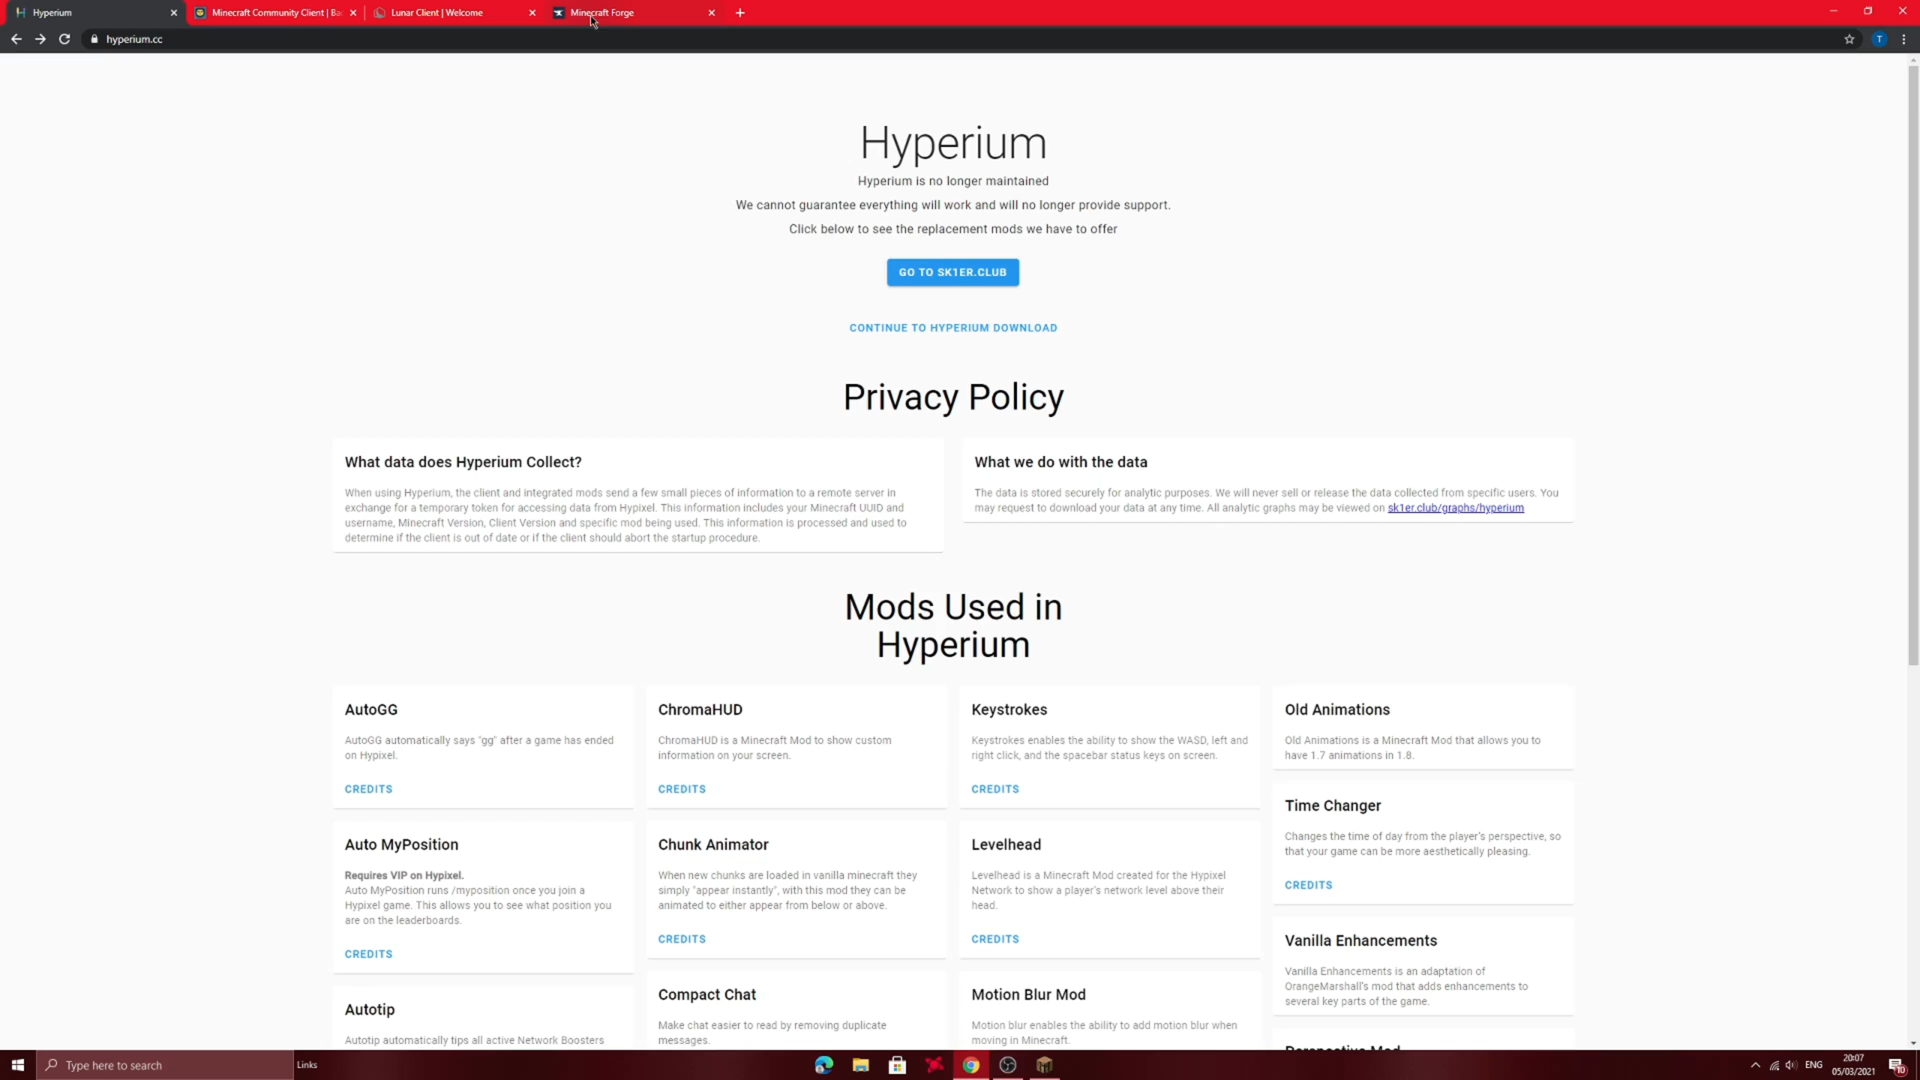 Hyperium
Minecraft Community Client | Ba
Lunar Client | Welcome
Minecraft Forge
hyperium.cc
T
Hyperium
Hyperium is no longer maintained
We cannot guarantee everything will work and will no longer provide support.
Click below to see the replacement mods we have to offer
GO TO SK1ER.CLUB
CONTINUE TO HYPERIUM DOWNLOAD
Privacy Policy
What data does Hyperium Collect?
When using Hyperium, the client and integrated mods send a few small pieces of information to a remote server in
exchange for a temporary token for accessing data from Hypixel. This information includes your Minecraft UUID and
username, Minecraft Version, Client Version and specific mod being used. This information is processed and used to
determine if the client is out of date or if the client should abort the startup procedure.
What we do with the data
The data is stored securely for analytic purposes. We will never sell or release the data collected from specific users. You
may request to download your data at any time. All analytic graphs may be viewed on sk1er.club/graphs/hyperium
Mods Used in
Hyperium
AutoGG
AutoGG automatically says "gg" after a game has ended
on Hypixel.
CREDITS
Auto MyPosition
Requires VIP on Hypixel.
Auto MyPosition runs /myposition once you join a
Hypixel game. This allows you to see what position you
are on the leaderboards.
CREDITS
Autotip
Autotip automatically tips all active Network Boosters
ChromaHUD
ChromaHUD is a Minecraft Mod to show custom
information on your screen.
CREDITS
Chunk Animator
When new chunks are loaded in vanilla minecraft they
simply "appear instantly", with this mod they can be
animated to either appear from below or above.
CREDITS
Compact Chat
Make chat easier to read by removing duplicate
messages.
Keystrokes
Keystrokes enables the ability to show the WASD, left and
right click, and the spacebar status keys on screen.
CREDITS
Levelhead
Levelhead is a Minecraft Mod created for the Hypixel
Network to show a player's network level above their
head.
CREDITS
Motion Blur Mod
Motion blur enables the ability to add motion blur when
moving in Minecraft.
Old Animations
Old Animations is a Minecraft Mod that allows you to
have 1.7 animations in 1.8.
Time Changer
Changes the time of day from the player's perspective, so
that your game can be more aesthetically pleasing.
CREDITS
Vanilla Enhancements
Vanilla Enhancements is an adaptation of
OrangeMarshall's mod that adds enhancements to
several key parts of the game.
Perspective Mod
Type here to search
Links
ENG
20:07
05/03/2021
10